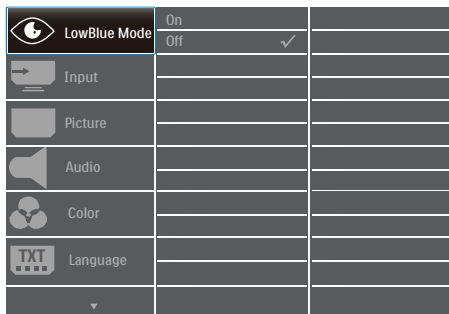 LowBlue Mode
On
Off
Input
Picture
Audio
Color
TXT
Language